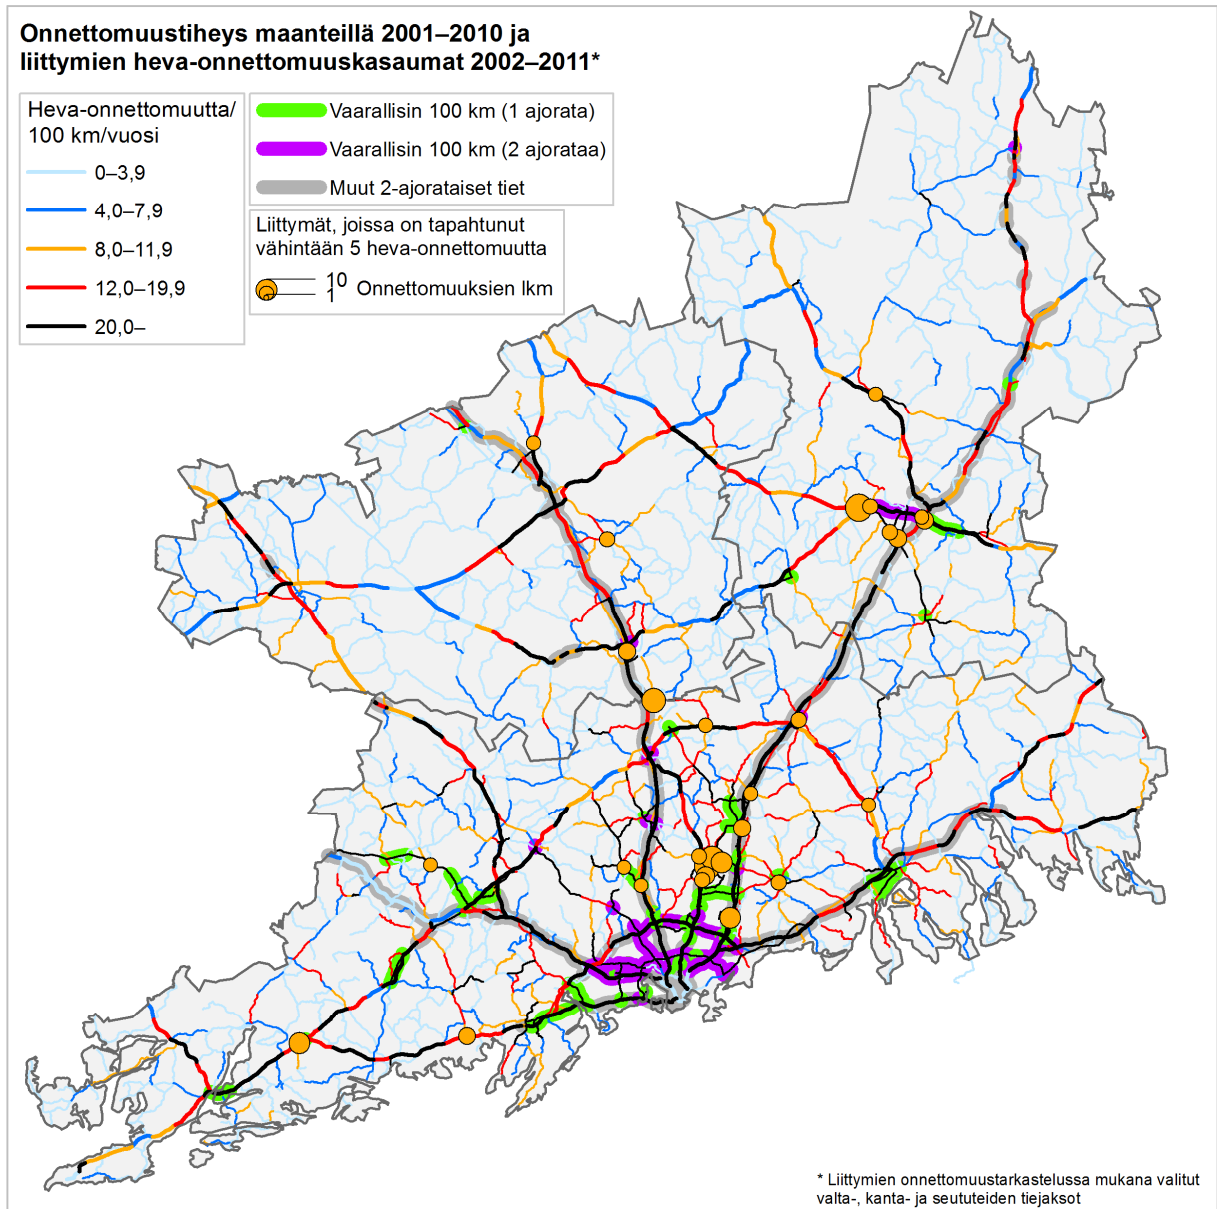 Onnettomuustiheys maanteillä 2001–2010 ja
liittymien heva-onnettomuuskasaumat 2002–2011*
Heva-onnettomuutta/
100 km/vuosi
0–3,9
4,0–7,9
8,0–11,9
12,0–19,9
20,0–
Vaarallisin 100 km (1 ajorata)
Vaarallisin 100 km (2 ajorataa)
Muut 2-ajorataiset tiet
Liittymät, joissa on tapahtunut
vähintään 5 heva-onnettomuutta
10
1
Onnettomuuksien lkm
* Liittymien onnettomuustarkastelussa mukana valitut
valta-, kanta- ja seututeiden tiejaksot